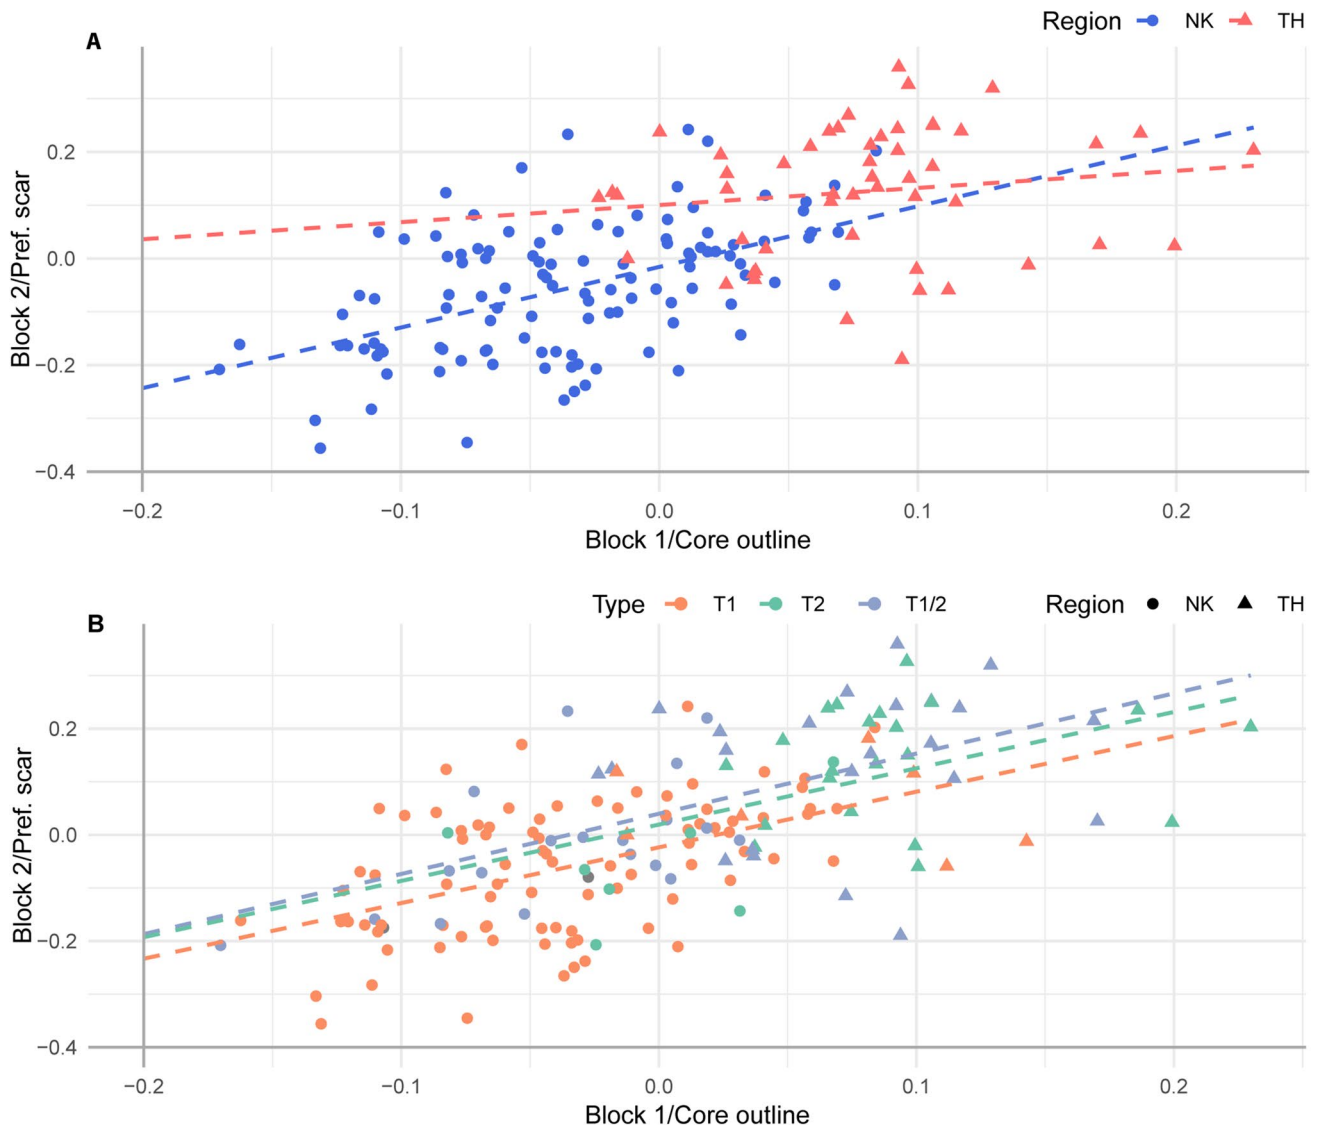 Region NK TH
A
Block 2/Pref. scar
0.2
0.0
−0.2
−0.4
−0.2 −0.1 0.0 0.1 0.2
Block 1/Core outline
Type T1 T2 T1/2 Region NK TH
B
Block 2/Pref. scar
0.2
0.0
−0.2
−0.4
−0.2 −0.1 0.0 0.1 0.2
Block 1/Core outline